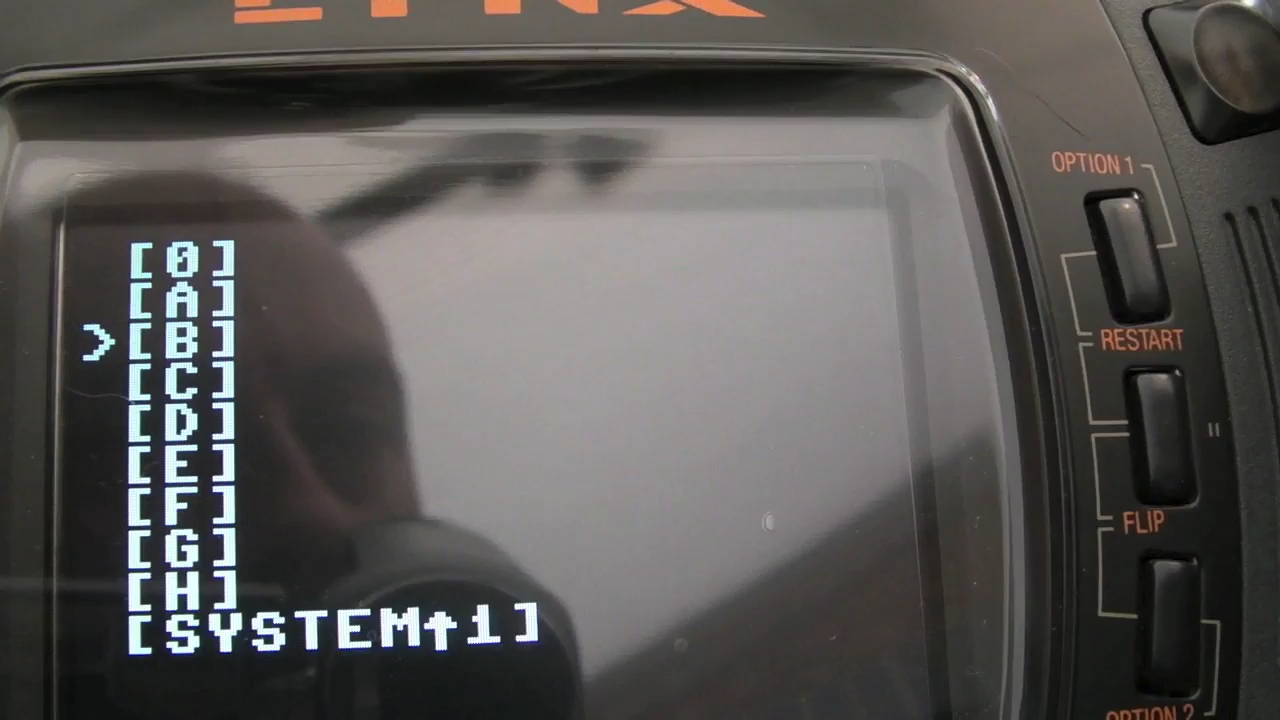 LYNX
[0]
[A]
>[B]
[C]
[D]
[E]
[F]
[G]
[H]
[SYSTEM↑1]
OPTION 1
RESTART
FLIP
OPTION 2